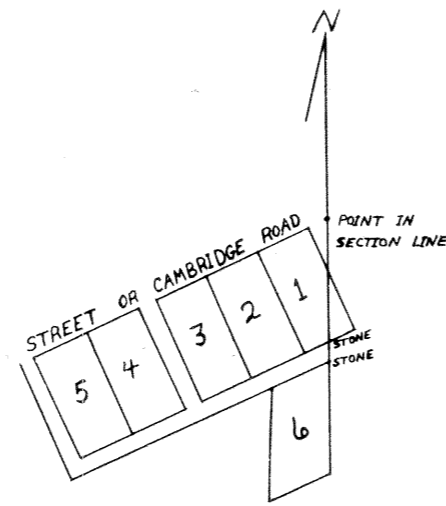 N
POINT IN
SECTION LINE
STREET OR CAMBRIDGE ROAD
1
2
3
4
5
STONE
STONE
6